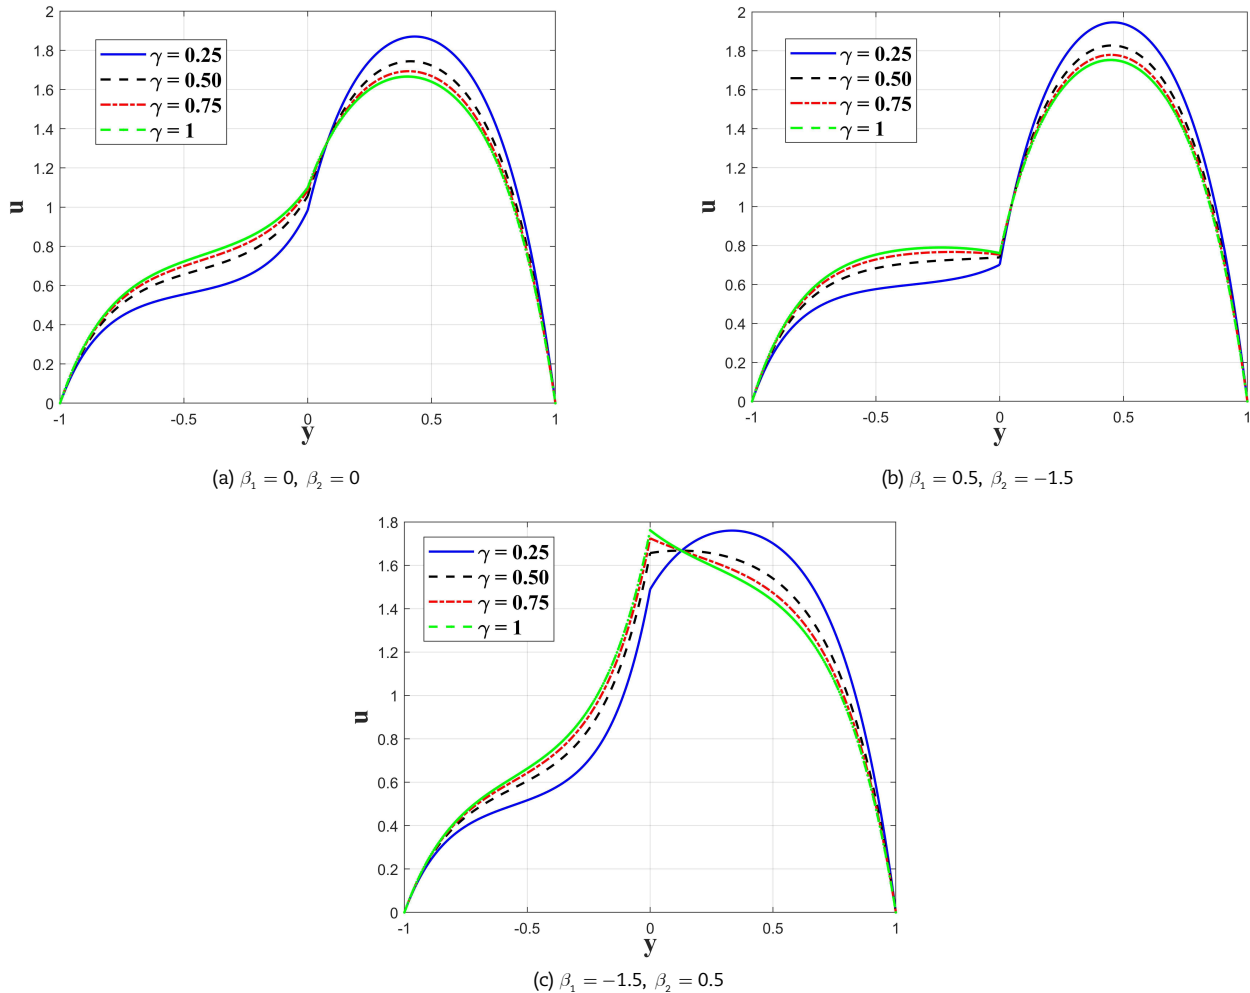 2
1.8
1.6
1.4
1.2
1
0.8
0.6
0.4
0.2
0
u
γ = 0.25
γ = 0.50
γ = 0.75
γ = 1
-1
-0.5
0
0.5
1
y
(a) β₁ = 0, β₂ = 0
2
1.8
1.6
1.4
1.2
1
0.8
0.6
0.4
0.2
0
u
γ = 0.25
γ = 0.50
γ = 0.75
γ = 1
-1
-0.5
0
0.5
1
y
(b) β₁ = 0.5, β₂ = −1.5
1.8
1.6
1.4
1.2
1
0.8
0.6
0.4
0.2
0
u
γ = 0.25
γ = 0.50
γ = 0.75
γ = 1
-1
-0.5
0
0.5
1
y
(c) β₁ = −1.5, β₂ = 0.5